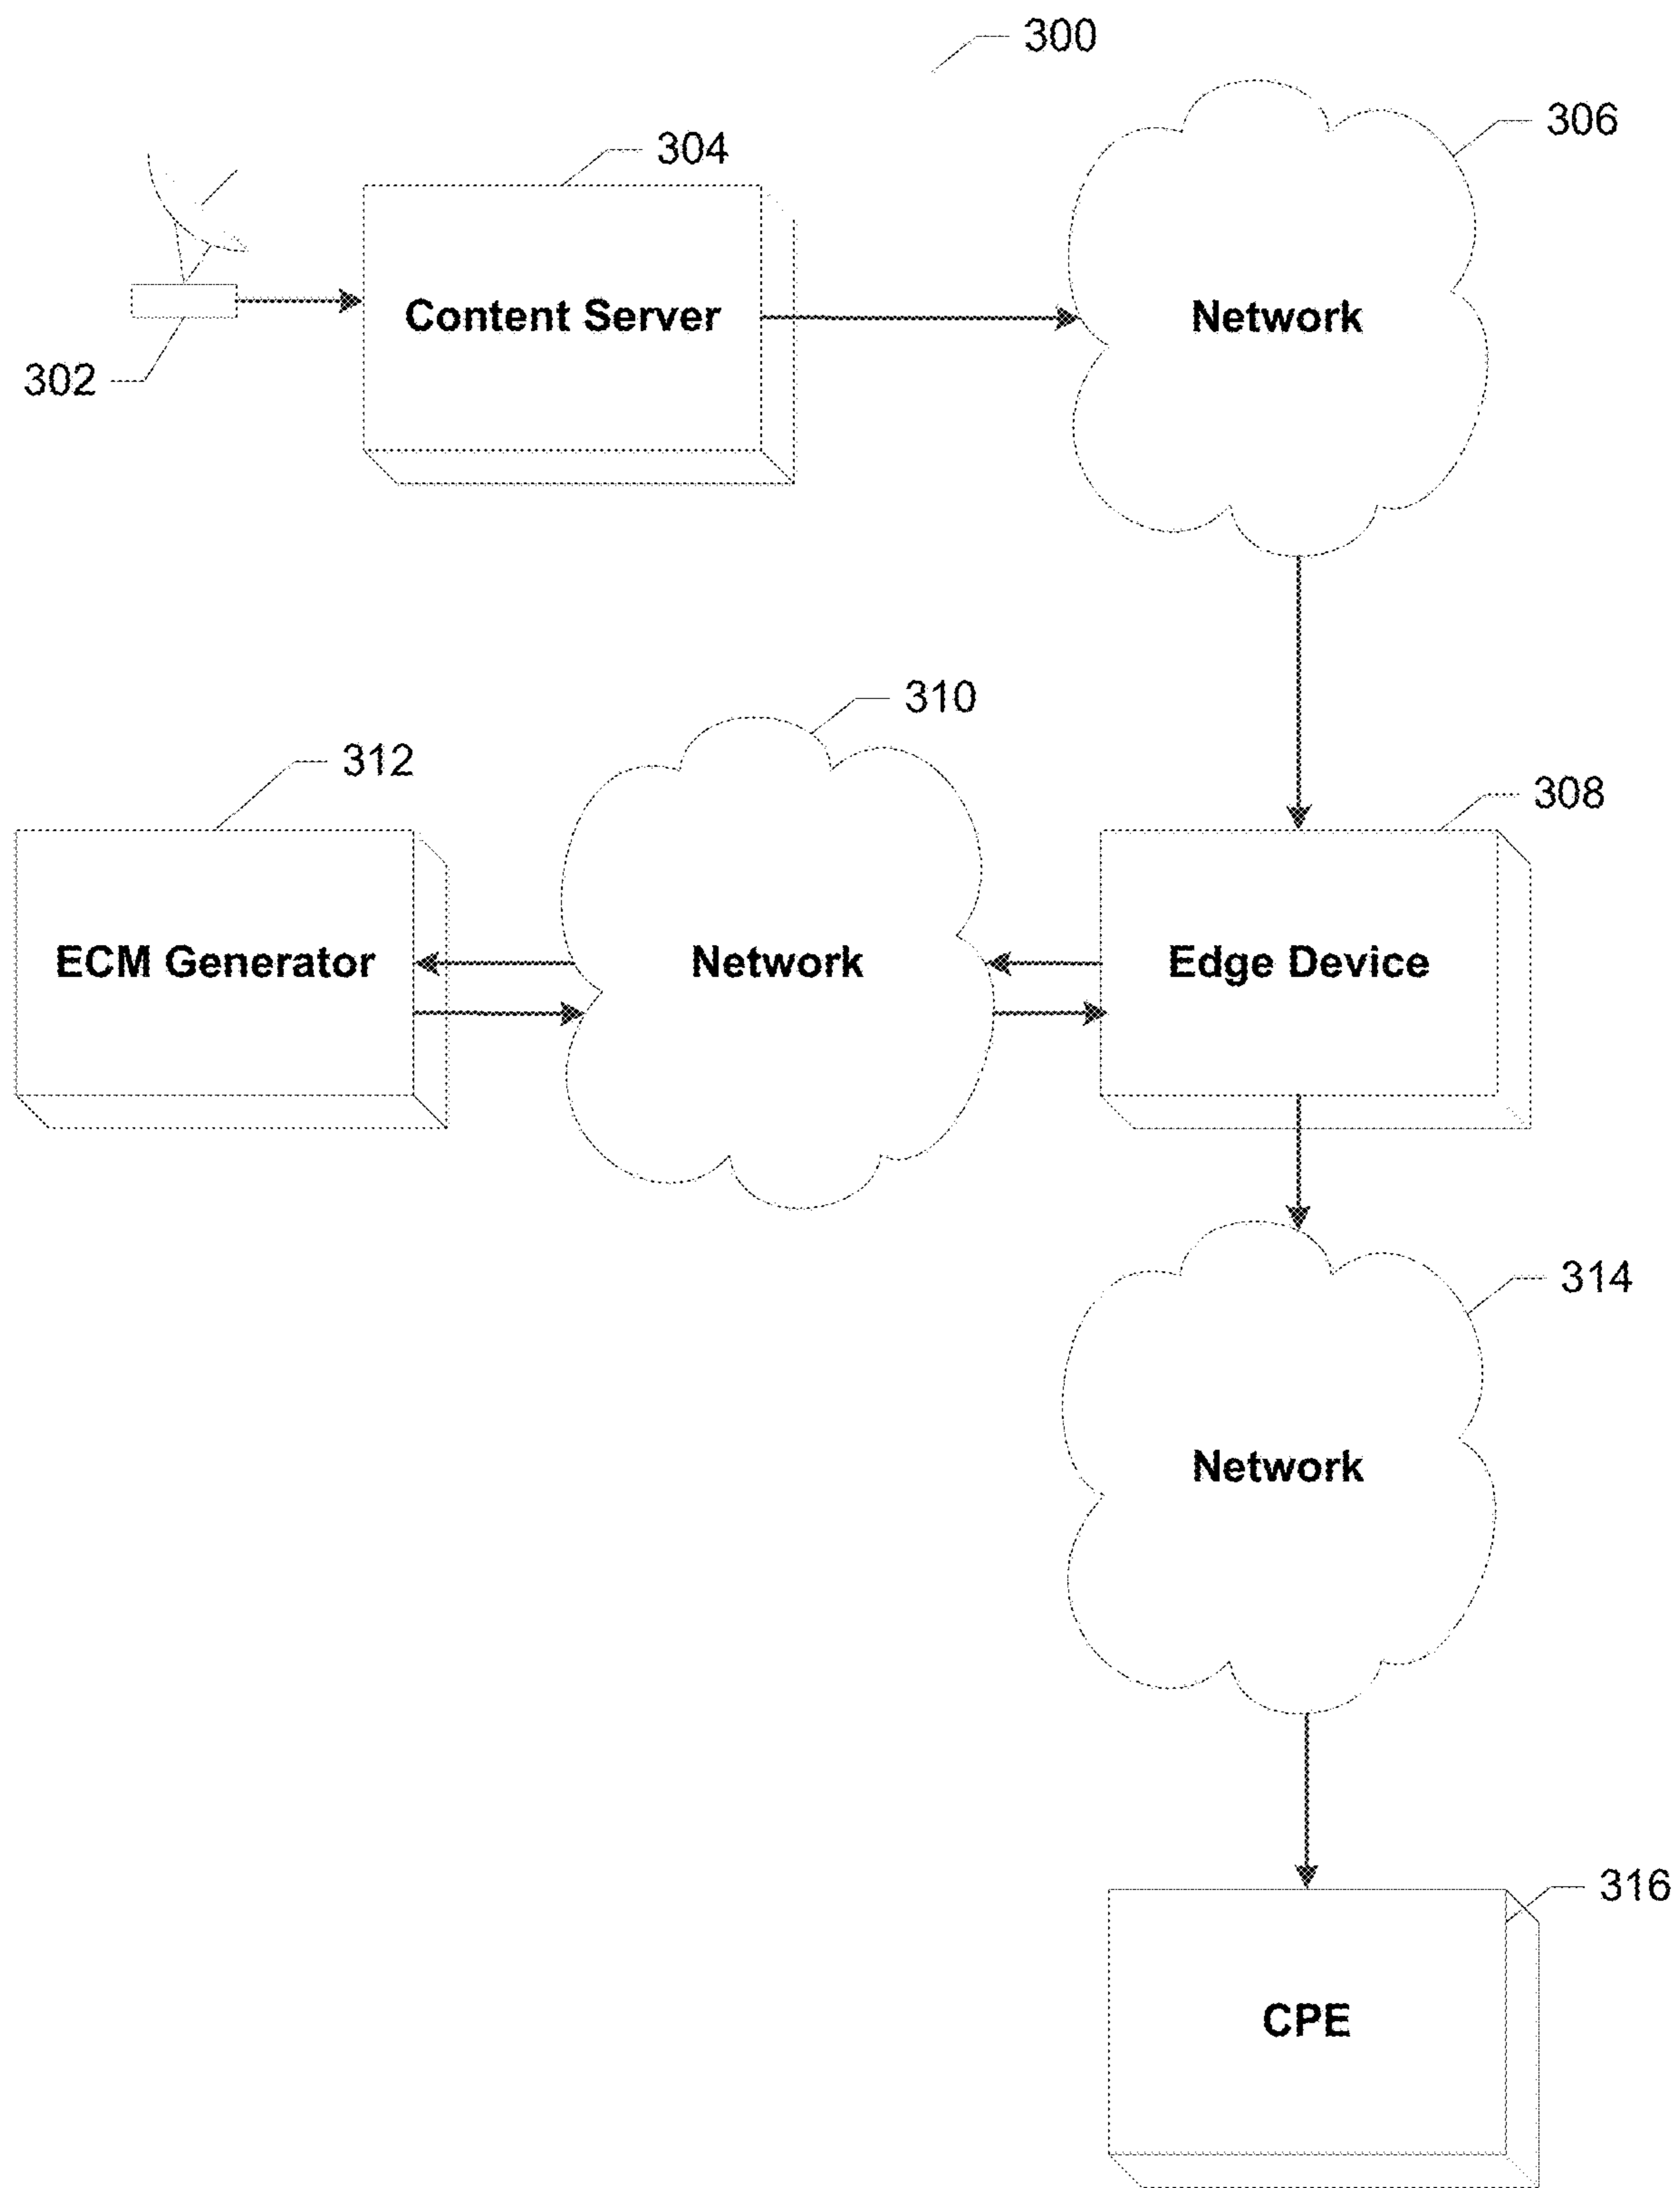 300
306
304
Content Server
Network
302
310
312
308
ECM Generator
Network
Edge Device
314
Network
316
CPE